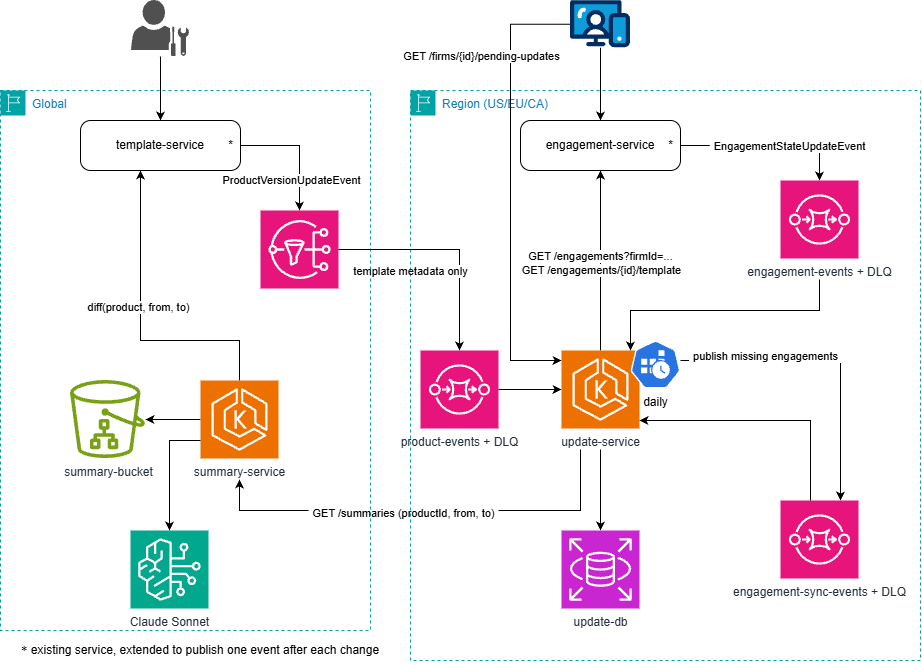 GET /firms/{id}/pending-updates
Global
Region (US/EU/CA)
template-service
*
engagement-service
*
EngagementStateUpdateEvent
ProductVersionUpdateEvent
GET /engagements?firmId=...
GET /engagements/{id}/template
template metadata only
engagement-events + DLQ
diff(product, from, to)
publish missing engagements
daily
K
K
product-events + DLQ
update-service
summary-bucket
summary-service
GET /summaries (productId, from, to)
engagement-sync-events + DLQ
Claude Sonnet
update-db
* existing service, extended to publish one event after each change